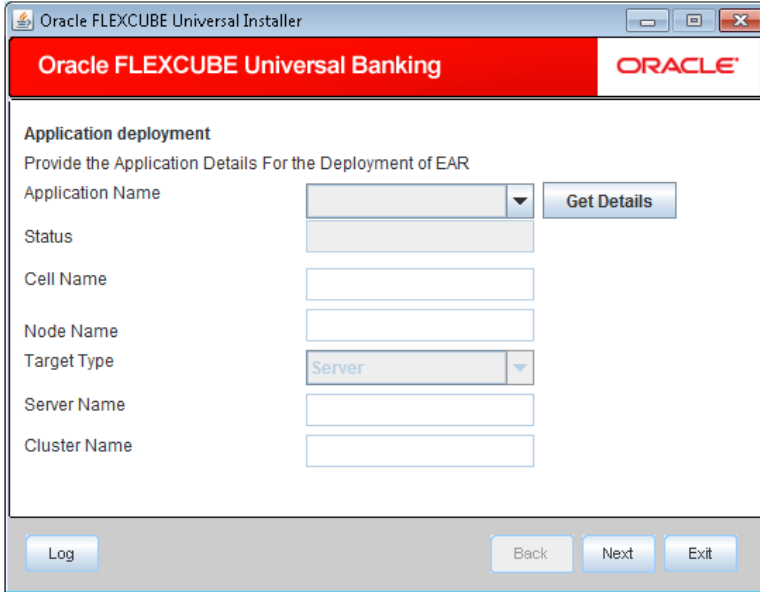 Oracle FLEXCUBE Universal Installer
Oracle FLEXCUBE Universal Banking
ORACLE
Application deployment
Provide the Application Details For the Deployment of EAR
Application Name
Get Details
Status
Cell Name
Node Name
Target Type
Server
Server Name
Cluster Name
Log
Back
Next
Exit